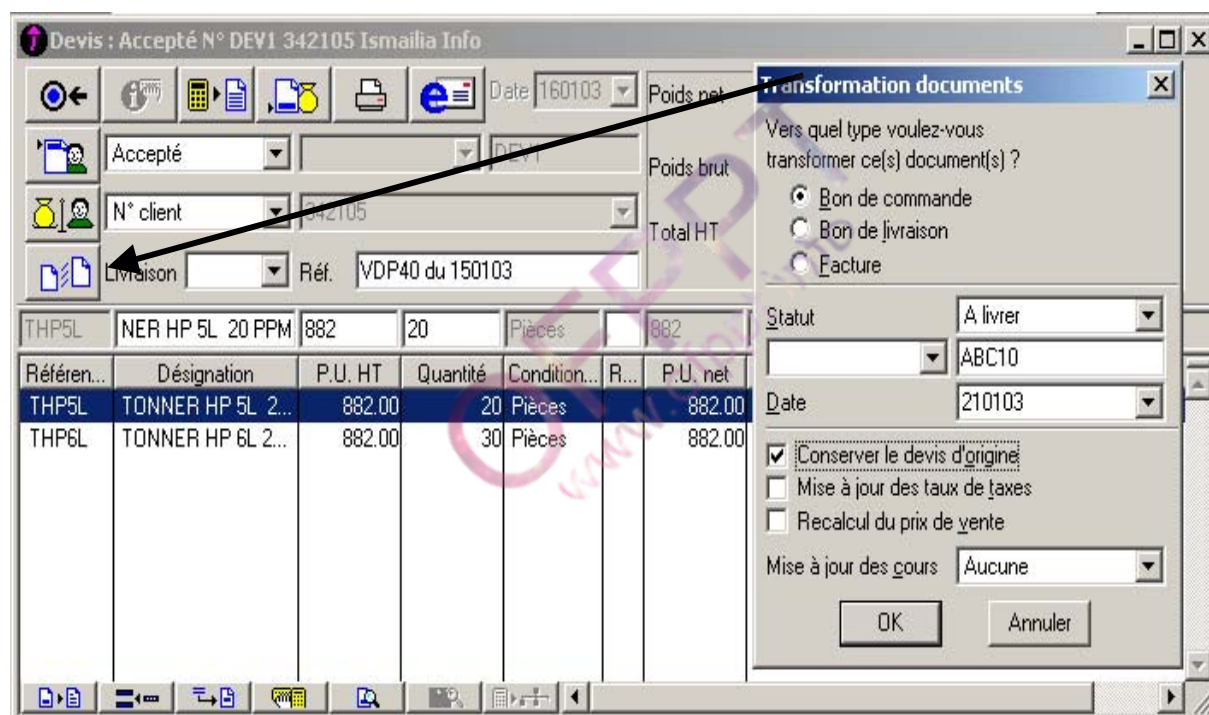 Devis : Accepté N° DEV1 342105 Ismailia Info
Date 160103 Poids net
Accepté DEV1 Poids brut
N° client 342105 Total HT
Livraison Réf. VDP40 du 150103
THP5L NER HP 5L 20 PPM 882 20 Pièces 882
Référen... Désignation P.U. HT Quantité Condition... R... P.U. net
THP5L TONNER HP 5L 2... 882.00 20 Pièces 882.00
THP6L TONNER HP 6L 2... 882.00 30 Pièces 882.00
Transformation documents
Vers quel type voulez-vous
transformer ce(s) document(s) ?
Bon de commande
Bon de livraison
Facture
Statut A livrer
ABC10
Date 210103
Conserver le devis d'origine
Mise à jour des taux de taxes
Recalcul du prix de vente
Mise à jour des cours Aucune
OK Annuler
OFPPT